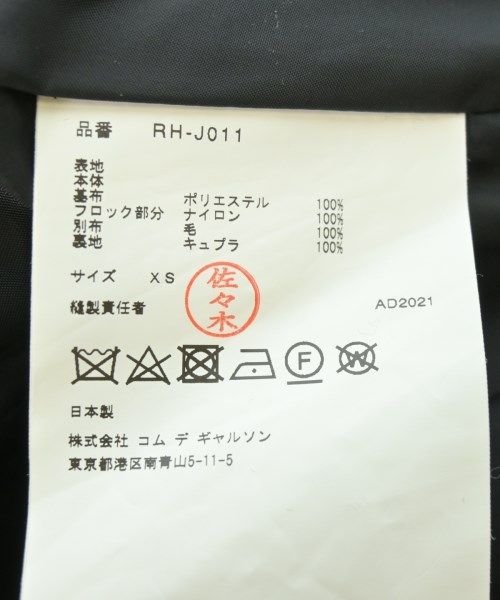 品番 RH-J011
表地
本体
基布 ポリエステル 100%
フロック部分 ナイロン 100%
別布 毛 100%
裏地 キュプラ 100%
サイズ XS
佐々木
縫製責任者 AD2021
日本製
株式会社 コム デ ギャルソン
東京都港区南青山5-11-5